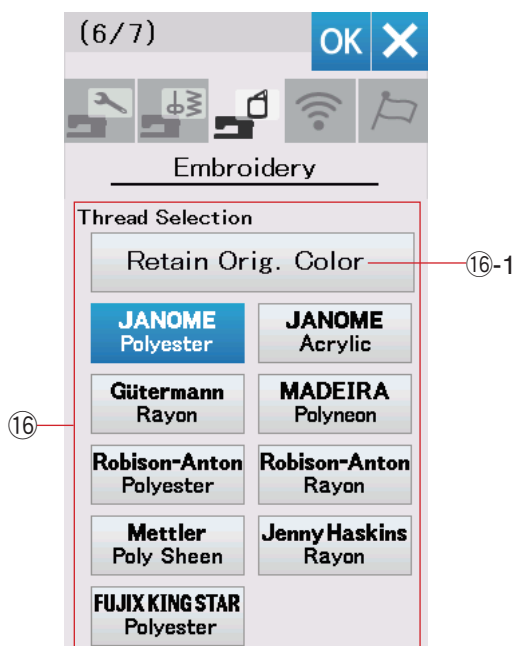 (6/7)
OK
Embroidery
Thread Selection
Retain Orig. Color
⑯-1
JANOME
Polyester
JANOME
Acrylic
Gütermann
Rayon
MADEIRA
Polyneon
⑯
Robison-Anton
Polyester
Robison-Anton
Rayon
Mettler
Poly Sheen
Jenny Haskins
Rayon
FUJIX KING STAR
Polyester